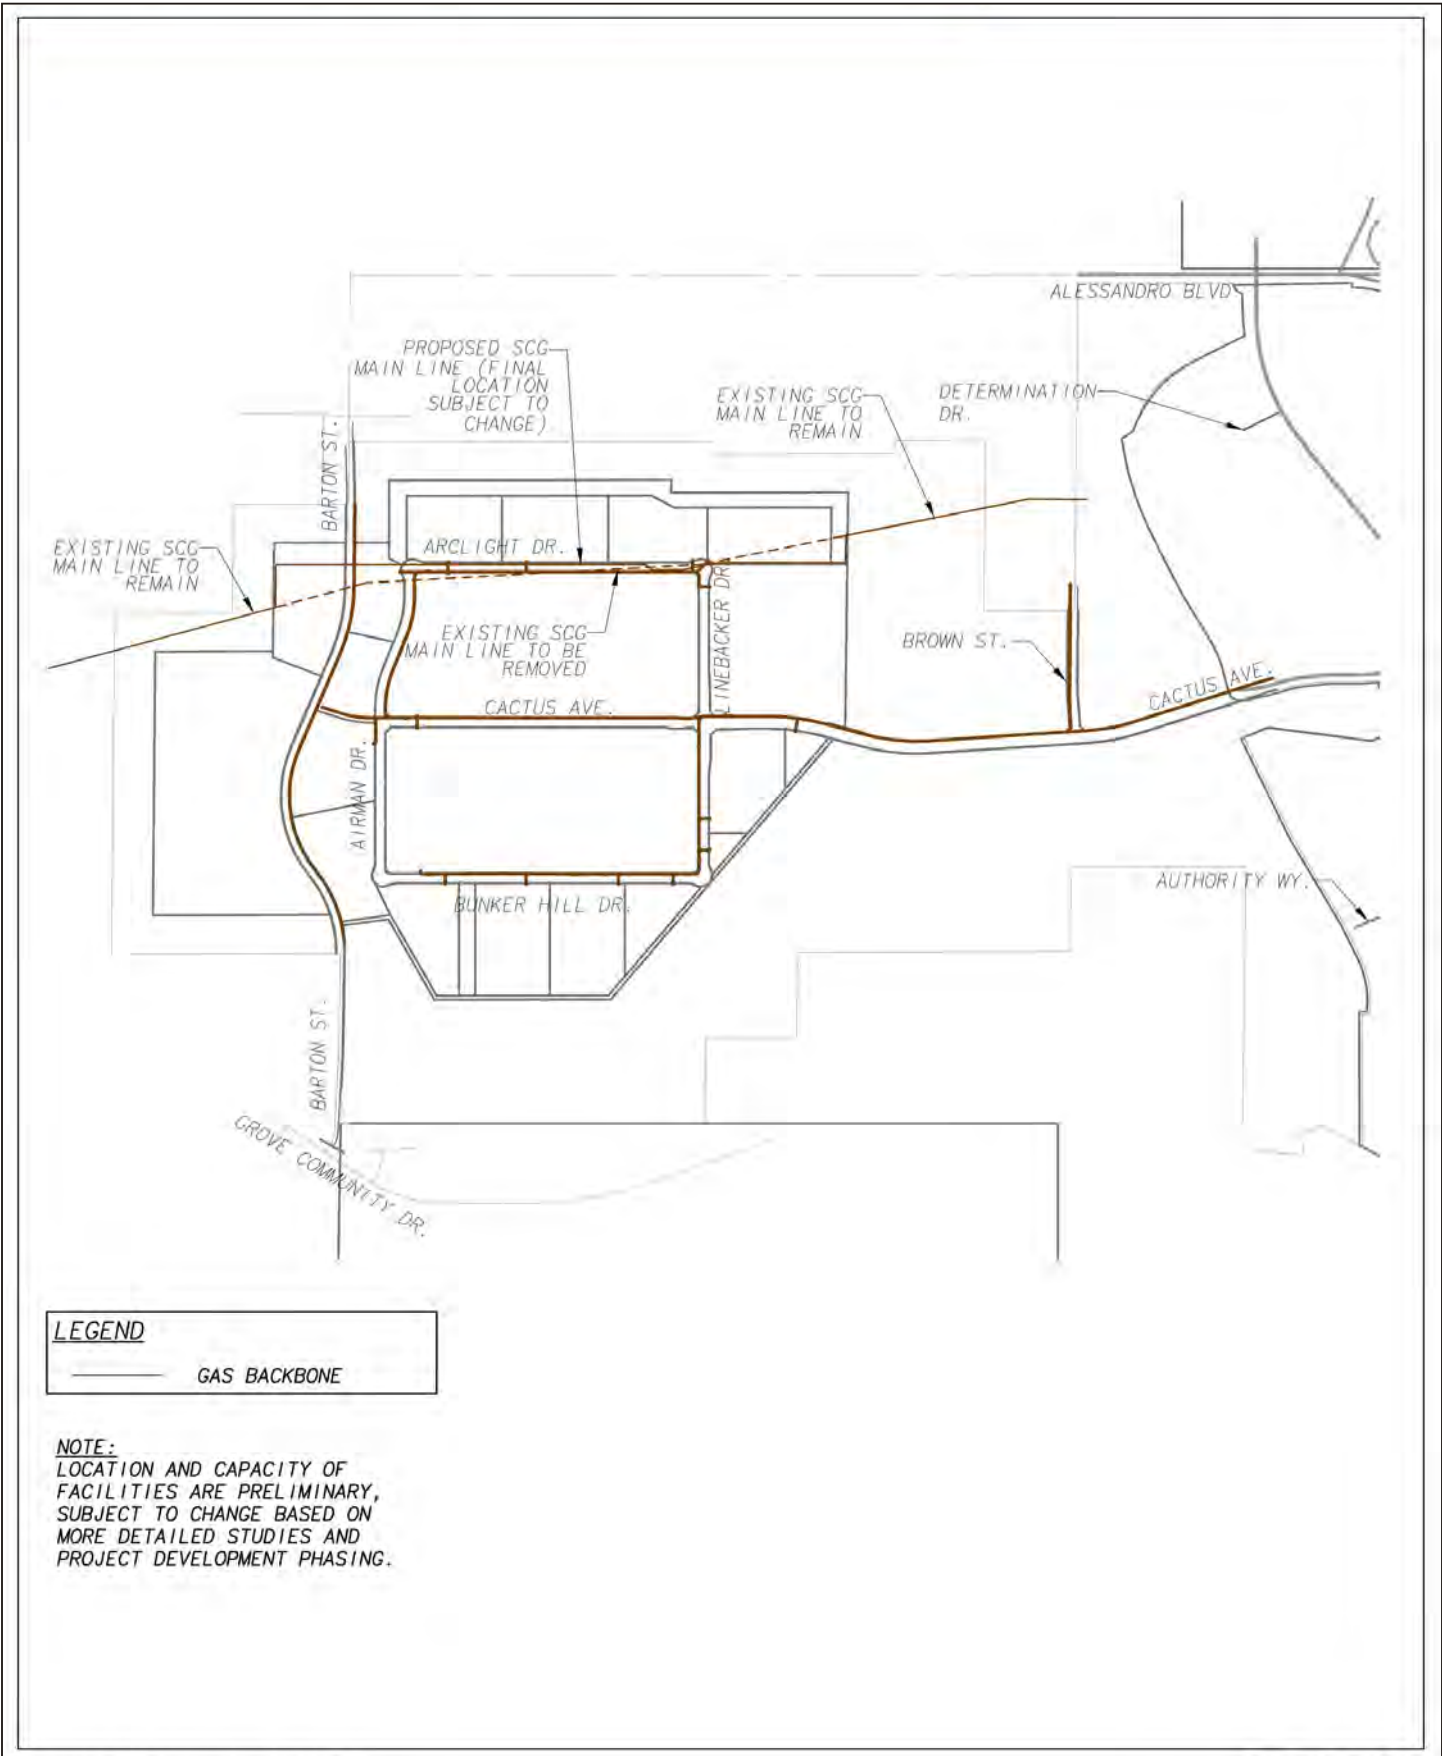 ALESSANDRO BLVD
PROPOSED SCG
MAIN LINE (FINAL
LOCATION
SUBJECT TO
CHANGE)
EXISTING SCG
MAIN LINE TO
REMAIN
DETERMINATION
DR.
BARTON ST.
EXISTING SCG
MAIN LINE TO
REMAIN
ARCLIGHT DR.
EXISTING SCG
MAIN LINE TO BE
REMOVED
LINEBACKER DR.
BROWN ST.
CACTUS AVE.
CACTUS AVE.
AIRMAN DR.
BUNKER HILL DR.
AUTHORITY WY.
BARTON ST.
GROVE COMMUNITY DR.
LEGEND
GAS BACKBONE
NOTE:
LOCATION AND CAPACITY OF
FACILITIES ARE PRELIMINARY,
SUBJECT TO CHANGE BASED ON
MORE DETAILED STUDIES AND
PROJECT DEVELOPMENT PHASING.